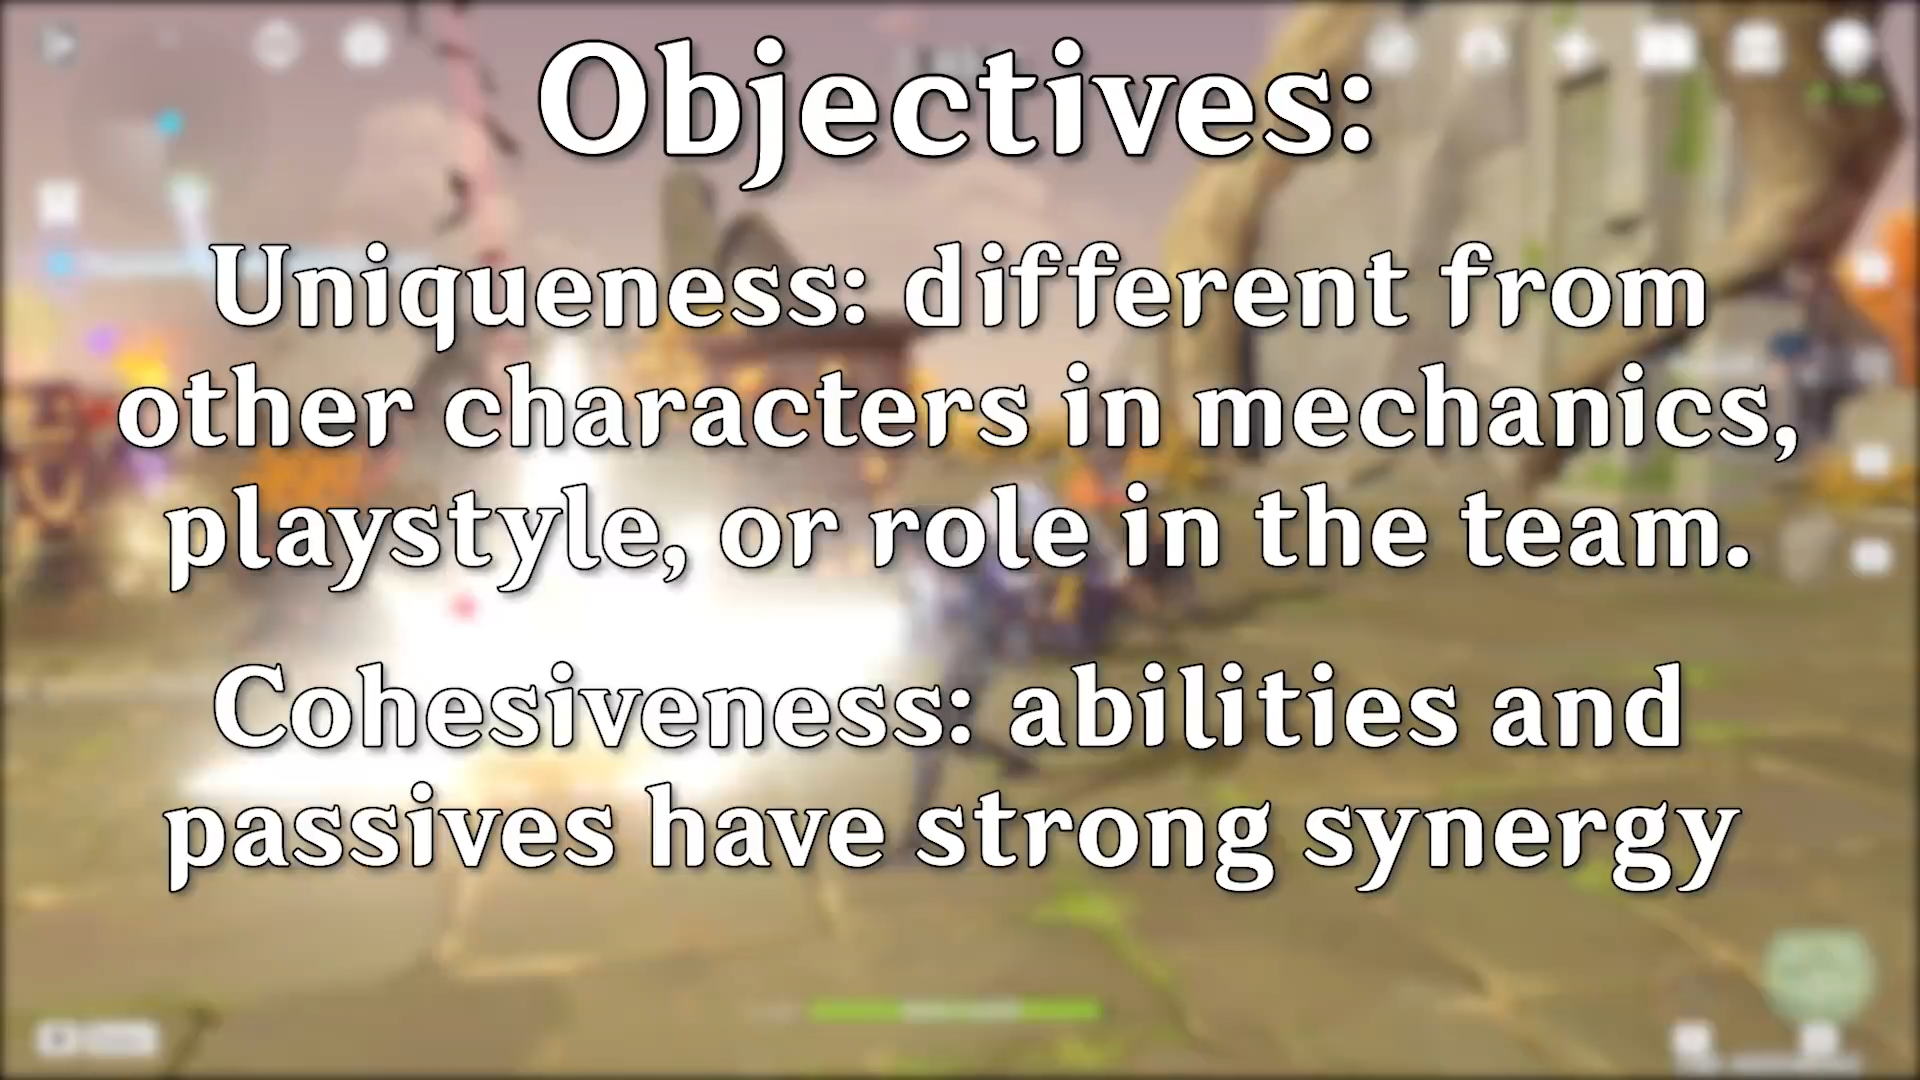 Objectives:
Uniqueness: different from
other characters in mechanics,
playstyle, or role in the team.
Cohesiveness: abilities and
passives have strong synergy